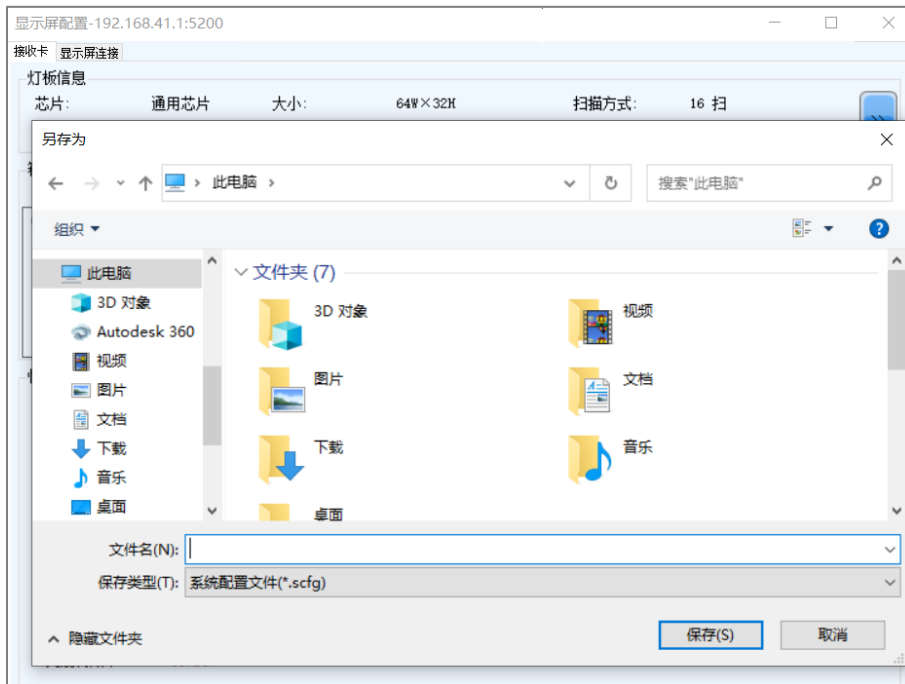 显示屏配置-192.168.41.1:5200
接收卡 显示屏连接
灯板信息
芯片: 通用芯片 大小: 64W×32H 扫描方式: 16 扫
另存为
此电脑
搜索"此电脑"
组织
此电脑
3D 对象
Autodesk 360
视频
图片
文档
下载
音乐
桌面
文件夹 (7)
3D 对象
视频
图片
文档
下载
音乐
桌面
文件名(N):
保存类型(T): 系统配置文件(*.scfg)
隐藏文件夹
保存(S)
取消